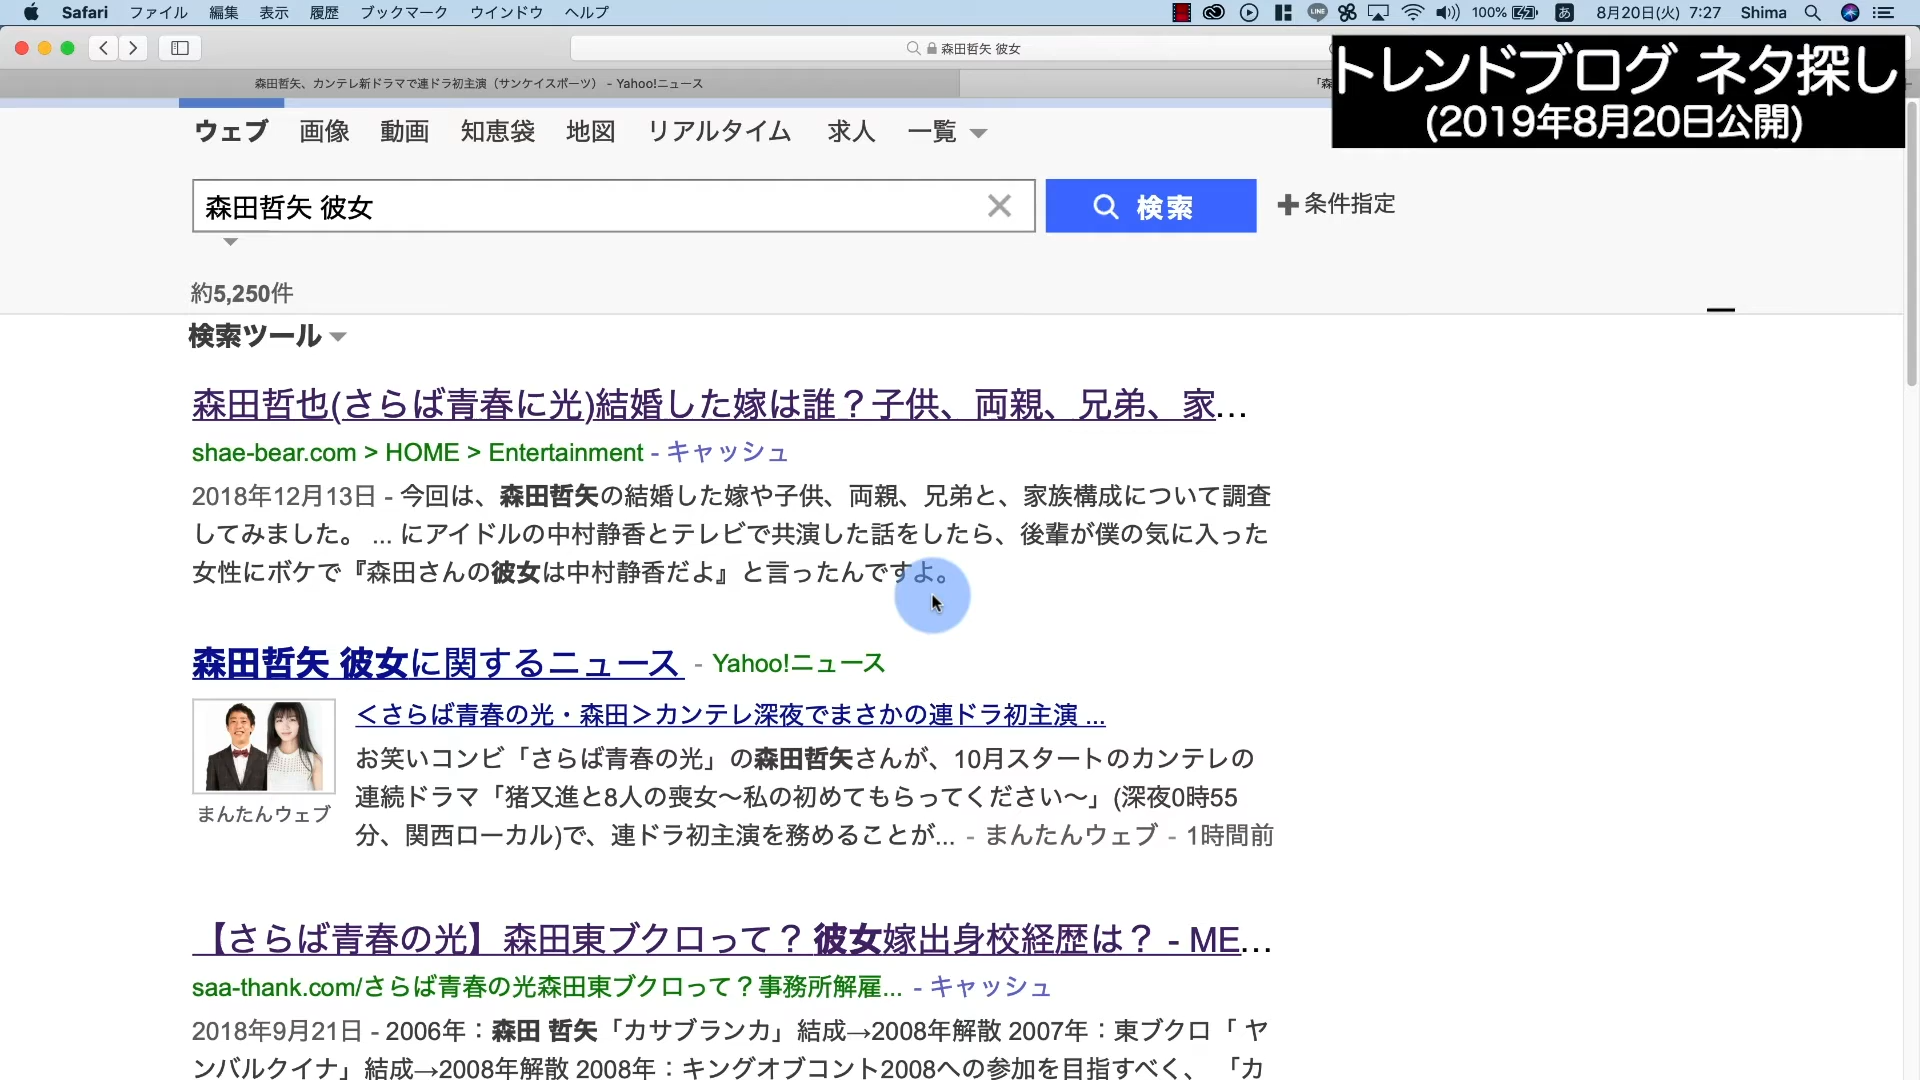 Safari ファイル 編集 表示 履歴 ブックマーク ウインドウ ヘルプ LINE 100% あ 8月20日(火) 7:27 Shima
森田哲矢 彼女
森田哲矢、カンテレ新ドラマで連ドラ初主演（サンケイスポーツ） - Yahoo!ニュース
トレンドブログ ネタ探し
(2019年8月20日公開)
ウェブ 画像 動画 知恵袋 地図 リアルタイム 求人 一覧
森田哲矢 彼女 検索 条件指定
約5,250件
検索ツール
森田哲也(さらば青春に光)結婚した嫁は誰？子供、両親、兄弟、家...
shae-bear.com > HOME > Entertainment - キャッシュ
2018年12月13日 - 今回は、森田哲矢の結婚した嫁や子供、両親、兄弟と、家族構成について調査
してみました。 ... にアイドルの中村静香とテレビで共演した話をしたら、後輩が僕の気に入った
女性にボケで『森田さんの彼女は中村静香だよ』と言ったんですよ。
森田哲矢 彼女に関するニュース - Yahoo!ニュース
＜さらば青春の光・森田＞カンテレ深夜でまさかの連ドラ初主演 ...
お笑いコンビ「さらば青春の光」の森田哲矢さんが、10月スタートのカンテレの
連続ドラマ「猪又進と8人の喪女～私の初めてもらってください～」(深夜0時55
分、関西ローカル)で、連ドラ初主演を務めることが... - まんたんウェブ - 1時間前
まんたんウェブ
【さらば青春の光】森田東ブクロって？彼女嫁出身校経歴は？ - ME...
saa-thank.com/さらば青春の光森田東ブクロって？事務所解雇... - キャッシュ
2018年9月21日 - 2006年：森田 哲矢「カサブランカ」結成→2008年解散 2007年：東ブクロ「 ヤ
ンバルクイナ」結成→2008年解散 2008年：キングオブコント2008への参加を目指すべく、 「カ